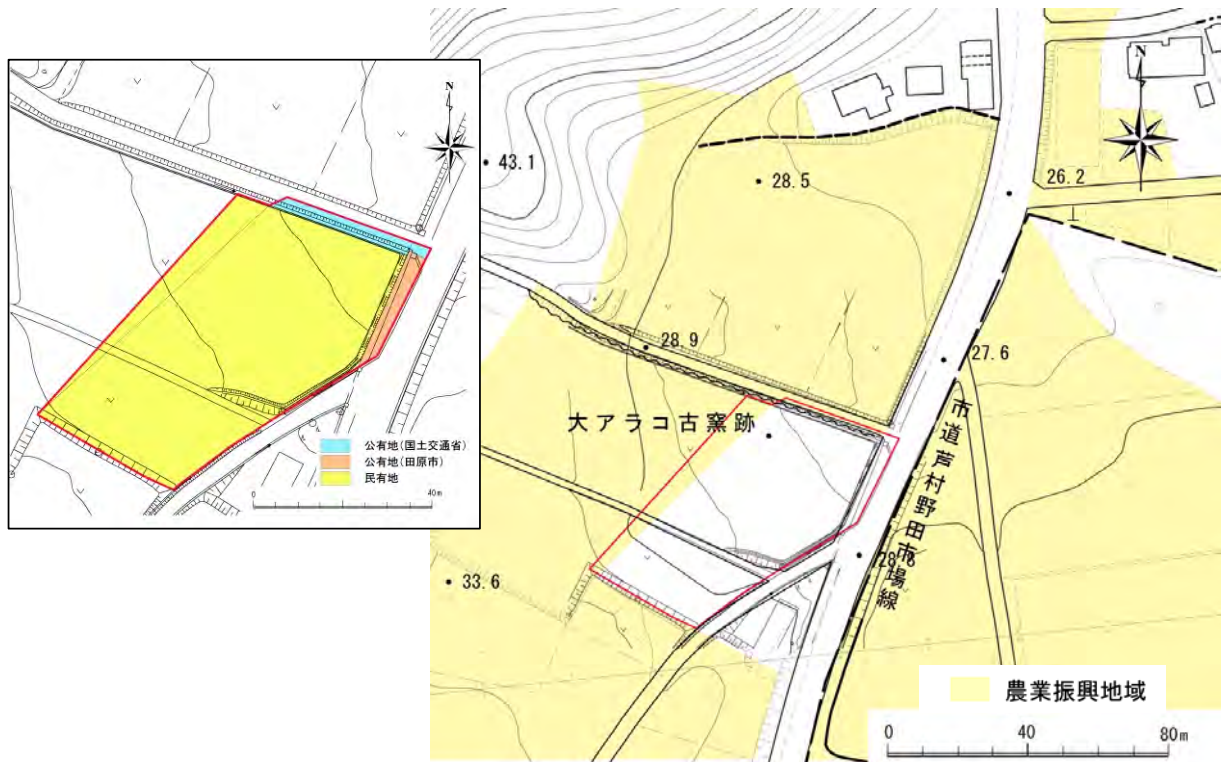 N
公有地(国土交通省)
公有地(田原市)
民有地
0
40m
N
43.1
28.5
26.2
28.9
27.6
大アラコ古窯跡
市道芦村野田市場線
33.6
農業振興地域
0
40
80m